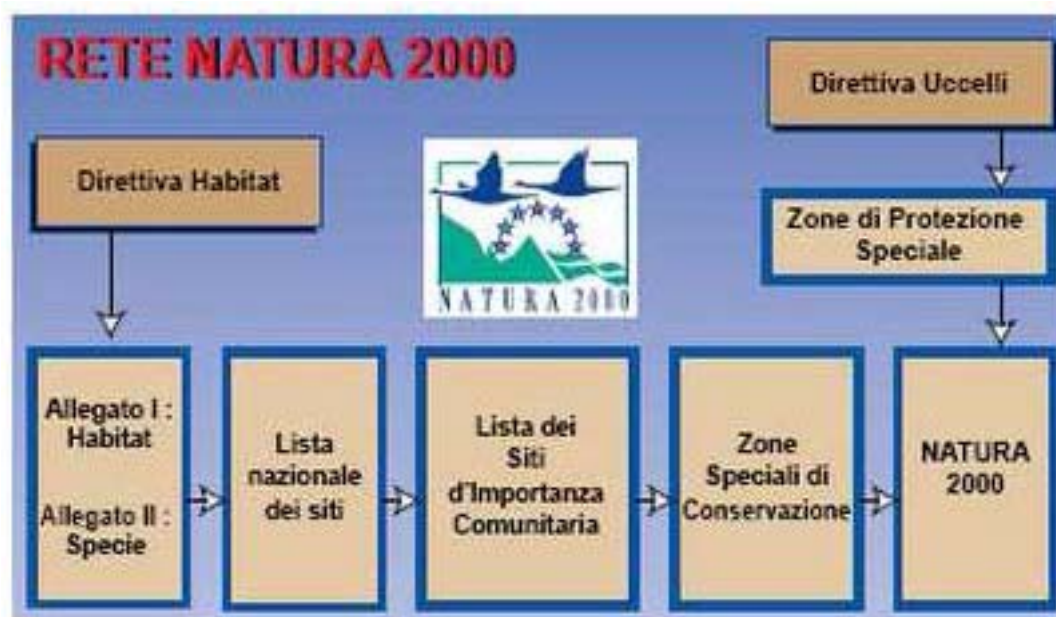 RETE NATURA 2000
Direttiva Uccelli
Direttiva Habitat
Zone di Protezione
Speciale
NATURA 2000
Allegato I :
Habitat
Allegato II :
Specie
Lista
nazionale
dei siti
Lista dei
Siti
d'Importanza
Comunitaria
Zone
Speciali di
Conservazione
NATURA
2000